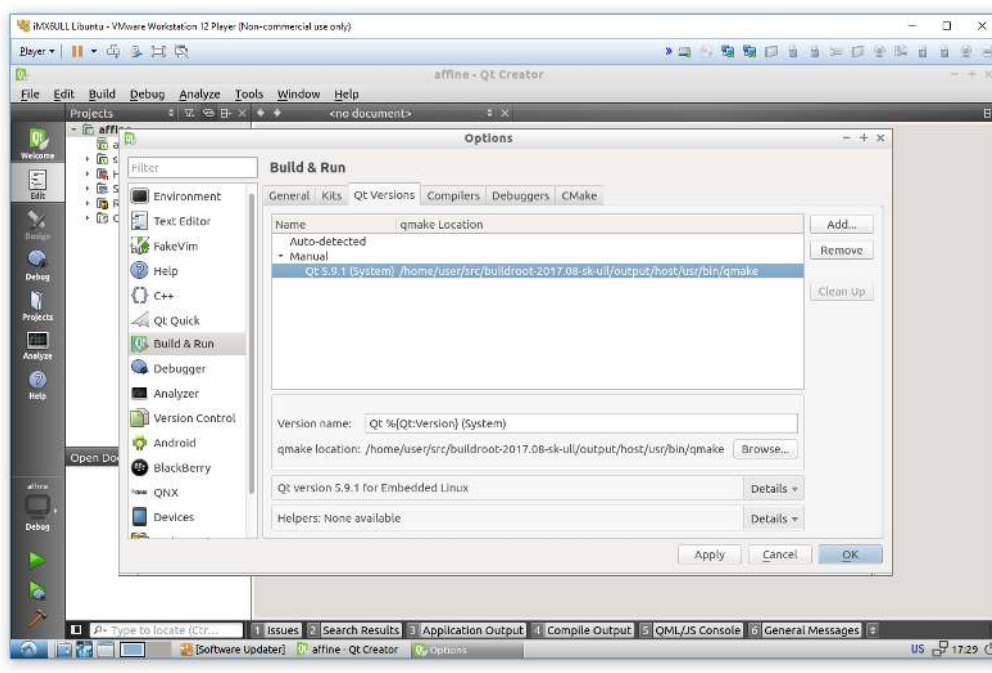 iMX6ULL Libuntu - VMware Workstation 12 Player (Non-commercial use only)
Player
affine - Qt Creator
File Edit Build Debug Analyze Tools Window Help
Projects <no document>
affin
Options
Welcome
Filter
Build & Run
Edit
Environment
General Kits Qt Versions Compilers Debuggers CMake
Design
Text Editor
Name qmake Location Add...
FakeVim
Auto-detected
Manual Remove
Debug
Help
Qt 5.9.1 (System) /home/user/src/buildroot-2017.08-sk-ull/output/host/usr/bin/qmake
C++
Clean Up
Projects
Qt Quick
Build & Run
Analyze
Debugger
Help
Analyzer
Version Control
Version name: Qt %{Qt:Version} (System)
Android
qmake location: /home/user/src/buildroot-2017.08-sk-ull/output/host/usr/bin/qmake Browse...
Open Do
BlackBerry
affine
QNX
Qt version 5.9.1 for Embedded Linux Details
Devices
Helpers: None available Details
Debug
Apply Cancel OK
Type to locate (Ctr...
1 Issues 2 Search Results 3 Application Output 4 Compile Output 5 QML/JS Console 6 General Messages
[Software Updater] affine - Qt Creator Options US 17:29